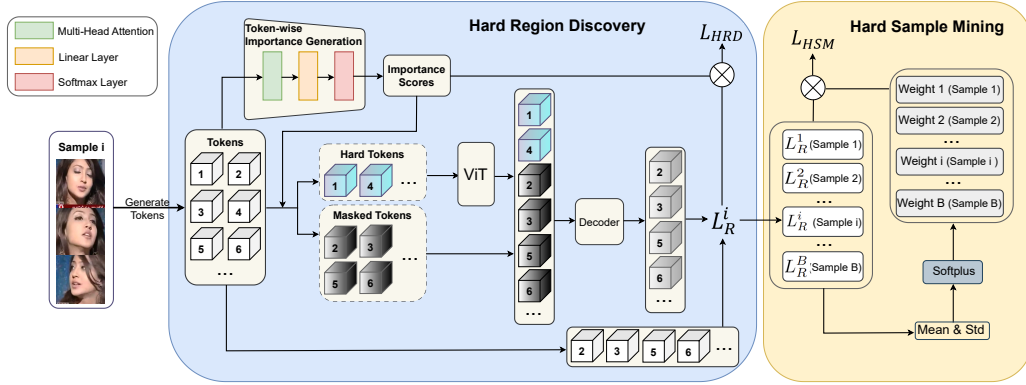 Hard Region Discovery
Hard Sample Mining
Multi-Head Attention
Linear Layer
Softmax Layer
Token-wise
Importance Generation
Importance
Scores
L_{HRD}
L_{HSM}
Sample i
Generate
Tokens
Tokens
1
2
3
4
5
6
...
Hard Tokens
1
4
...
Masked Tokens
2
3
5
6
...
ViT
1
4
2
3
5
6
...
Decoder
2
3
5
6
...
L_R^i
2
3
5
6
...
L_R^1 (Sample 1)
L_R^2 (Sample 2)
...
L_R^i (Sample i)
...
L_R^B (Sample B)
Weight 1 (Sample 1)
Weight 2 (Sample 2)
...
Weight i (Sample i )
...
Weight B (Sample B)
Softplus
Mean & Std